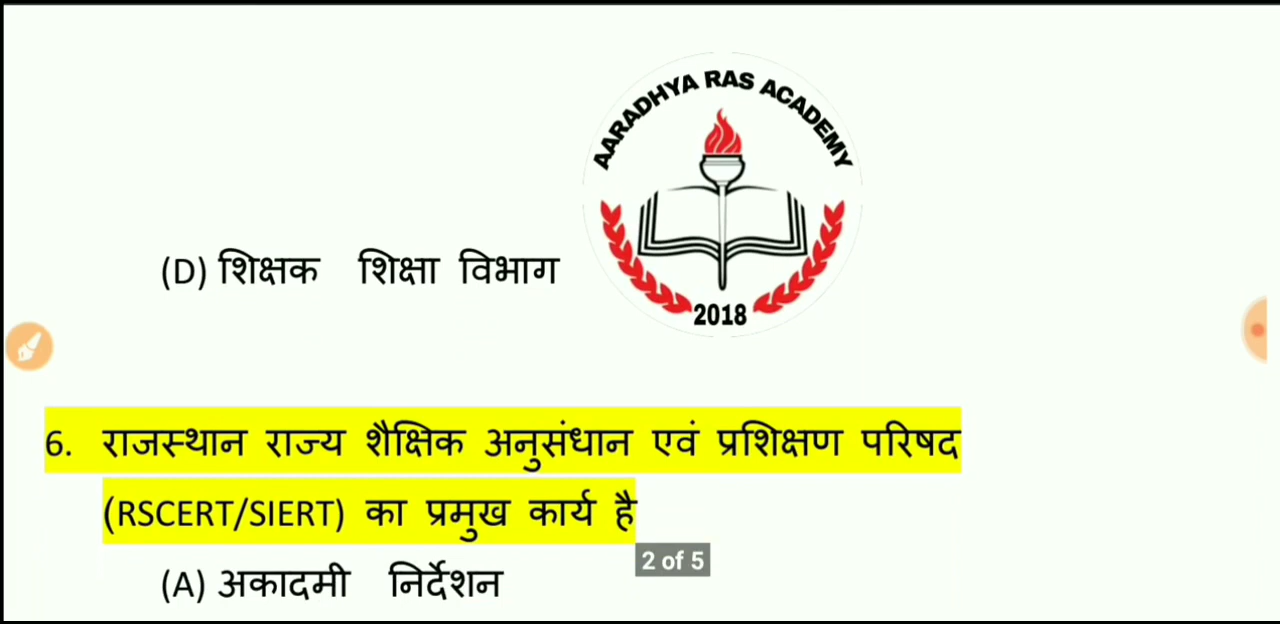 AARADHYA RAS ACADEMY
2018
(D) शिक्षक शिक्षा विभाग
6. राजस्थान राज्य शैक्षिक अनुसंधान एवं प्रशिक्षण परिषद
(RSCERT/SIERT) का प्रमुख कार्य है
2 of 5
(A) अकादमी निर्देशन